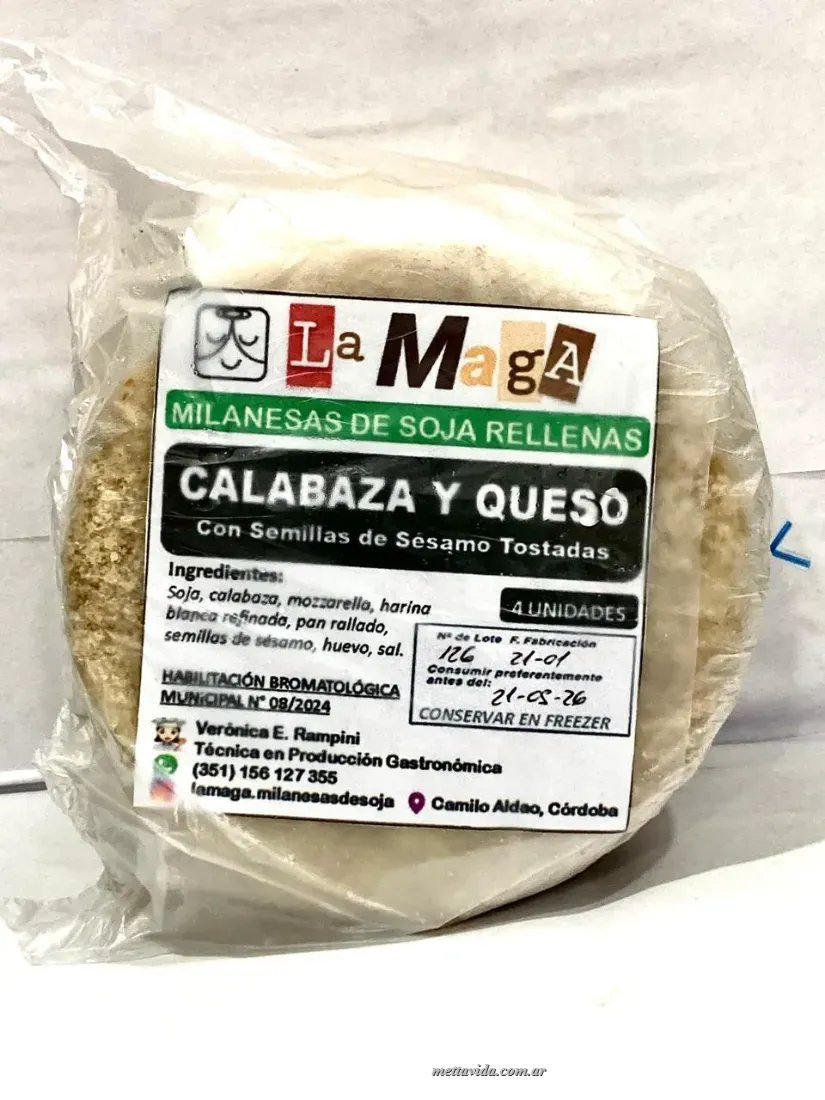 La Maga
MILANESAS DE SOJA RELLENAS
CALABAZA Y QUESO
Con Semillas de Sésamo Tostadas
Ingredientes:
Soja, calabaza, mozzarella, harina
blanca refinada, pan rallado,
semillas de sésamo, huevo, sal.
4 UNIDADES
Nº de Lote F. Fabricación
126 21-01
Consumir preferentemente
antes del:
21-05-26
CONSERVAR EN FREEZER
HABILITACIÓN BROMATOLÓGICA
MUNICIPAL N° 08/2024
Verónica E. Rampini
Técnica en Producción Gastronómica
(351) 156 127 355
lamaga.milanesasdesoja
Camilo Aldao, Córdoba
mettavida.com.ar